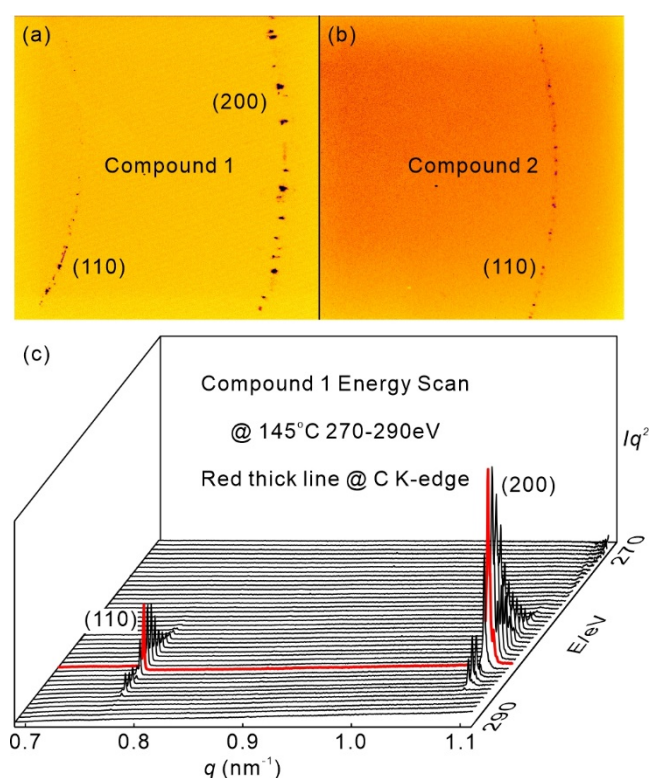 (a)
(b)
(200)
Compound 1
Compound 2
(110)
(110)
(c)
Compound 1 Energy Scan
@ 145°C 270-290eV
Red thick line @ C K-edge
Iq²
(200)
270
(110)
E/eV
290
0.7 0.8 0.9 1.0 1.1
q (nm⁻¹)